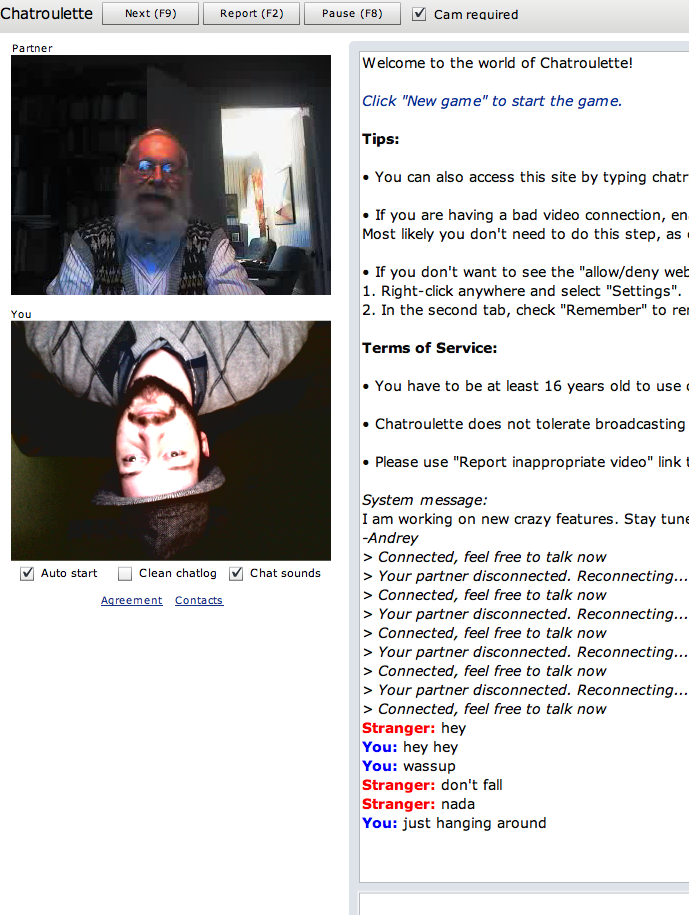 Chatroulette Next (F9) Report (F2) Pause (F8) Cam required
Partner
You
Auto start Clean chatlog Chat sounds
Agreement Contacts
Welcome to the world of Chatroulette!
Click "New game" to start the game.
Tips:
• You can also access this site by typing chatr
• If you are having a bad video connection, en
Most likely you don't need to do this step, as
• If you don't want to see the "allow/deny web
1. Right-click anywhere and select "Settings".
2. In the second tab, check "Remember" to re
Terms of Service:
• You have to be at least 16 years old to use
• Chatroulette does not tolerate broadcasting
• Please use "Report inappropriate video" link t
System message:
I am working on new crazy features. Stay tune
-Andrey
> Connected, feel free to talk now
> Your partner disconnected. Reconnecting...
> Connected, feel free to talk now
> Your partner disconnected. Reconnecting...
> Connected, feel free to talk now
> Your partner disconnected. Reconnecting...
> Connected, feel free to talk now
> Your partner disconnected. Reconnecting...
> Connected, feel free to talk now
Stranger: hey
You: hey hey
You: wassup
Stranger: don't fall
Stranger: nada
You: just hanging around